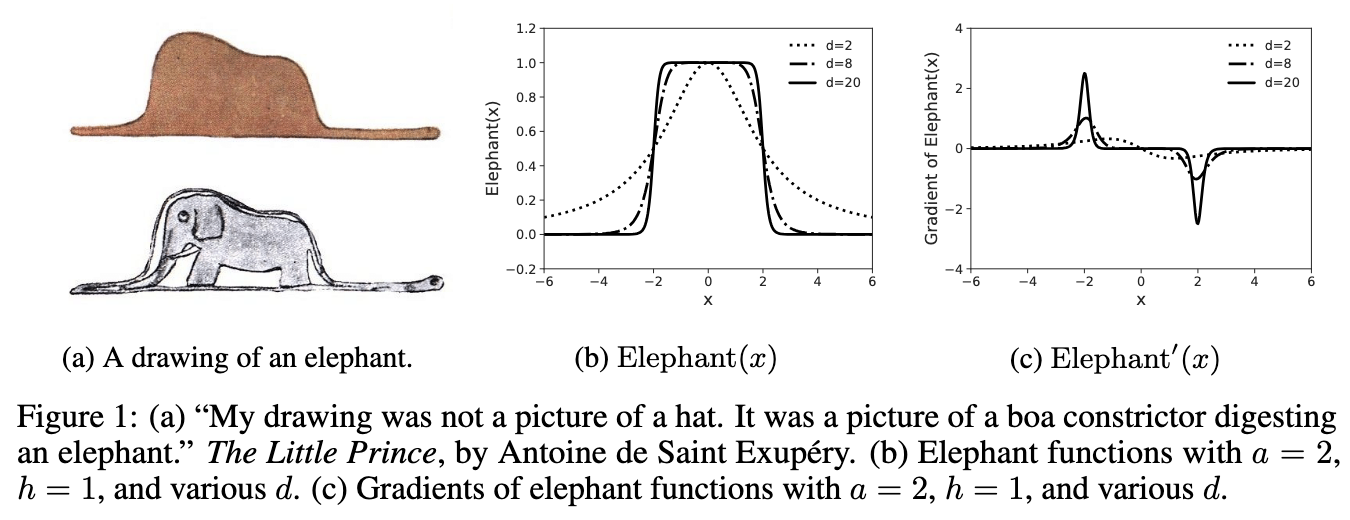 1.2
1.0
0.8
0.6
0.4
0.2
0.0
−0.2
−6 −4 −2 0 2 4 6
x
Elephant(x)
d=2
d=8
d=20
4
2
0
−2
−4
−6 −4 −2 0 2 4 6
x
Gradient of Elephant(x)
d=2
d=8
d=20
(a) A drawing of an elephant.
(b) Elephant(x)
(c) Elephant′(x)
Figure 1: (a) “My drawing was not a picture of a hat. It was a picture of a boa constrictor digesting
an elephant.” The Little Prince, by Antoine de Saint Exupéry. (b) Elephant functions with a = 2,
h = 1, and various d. (c) Gradients of elephant functions with a = 2, h = 1, and various d.